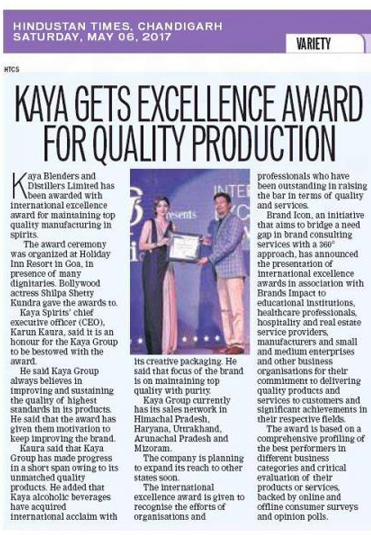 HINDUSTAN TIMES, CHANDIGARH
SATURDAY, MAY 06, 2017
VARIETY
HTCS
KAYA GETS EXCELLENCE AWARD
FOR QUALITY PRODUCTION
Kaya Blenders and
Distillers Limited has
been awarded with
international excellence
award for maintaining top
quality manufacturing in
spirits.
The award ceremony
was organized at Holiday
Inn Resort in Goa, in
presence of many
dignitaries. Bollywood
actress Shilpa Shetty
Kundra gave the awards to.
Kaya Spirits' chief
executive officer (CEO),
Karun Kaura, said it is an
honour for the Kaya Group
to be bestowed with the
award.
He said Kaya Group
always believes in
improving and sustaining
the quality of highest
standards in its products.
He said that the award has
given them motivation to
keep improving the brand.
Kaura said that Kaya
Group has made progress
in a short span owing to its
unmatched quality
products. He added that
Kaya alcoholic beverages
have acquired
international acclaim with
presents
INTE
its creative packaging. He
said that focus of the brand
is on maintaining top
quality with purity.
Kaya Group currently
has its sales network in
Himachal Pradesh,
Haryana, Uttrakhand,
Arunachal Pradesh and
Mizoram.
The company is planning
to expand its reach to other
states soon.
The international
excellence award is given to
recognise the efforts of
organisations and
professionals who have
been outstanding in raising
the bar in terms of quality
and services.
Brand Icon, an initiative
that aims to bridge a need
gap in brand consulting
services with a 360°
approach, has announced
the presentation of
international excellence
awards in association with
Brands Impact to
educational institutions,
healthcare professionals,
hospitality and real estate
service providers,
manufacturers and small
and medium enterprises
and other business
organisations for their
commitment to delivering
quality products and
services to customers and
significant achievements in
their respective fields.
The award is based on a
comprehensive profiling of
the best performers in
different business
categories and critical
evaluation of their
products or services,
backed by online and
offline consumer surveys
and opinion polls.